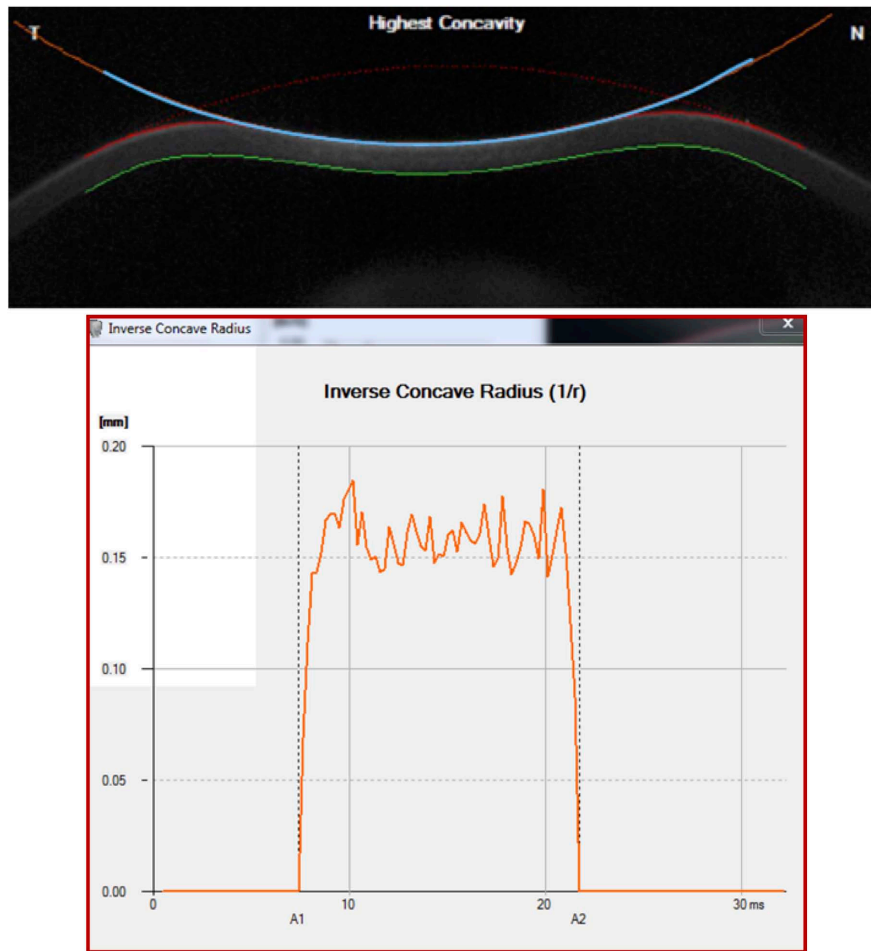 Highest Concavity
T
N
Inverse Concave Radius
x
Inverse Concave Radius (1/r)
[mm]
0.20
0.15
0.10
0.05
0.00
0
10
20
30 ms
A1
A2